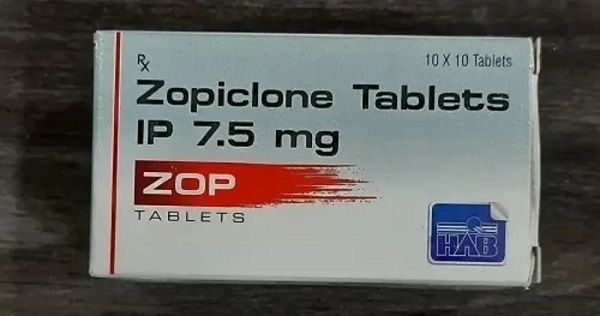 Rx
10 X 10 Tablets
Zopiclone Tablets
IP 7.5 mg
ZOP
TABLETS
HAB